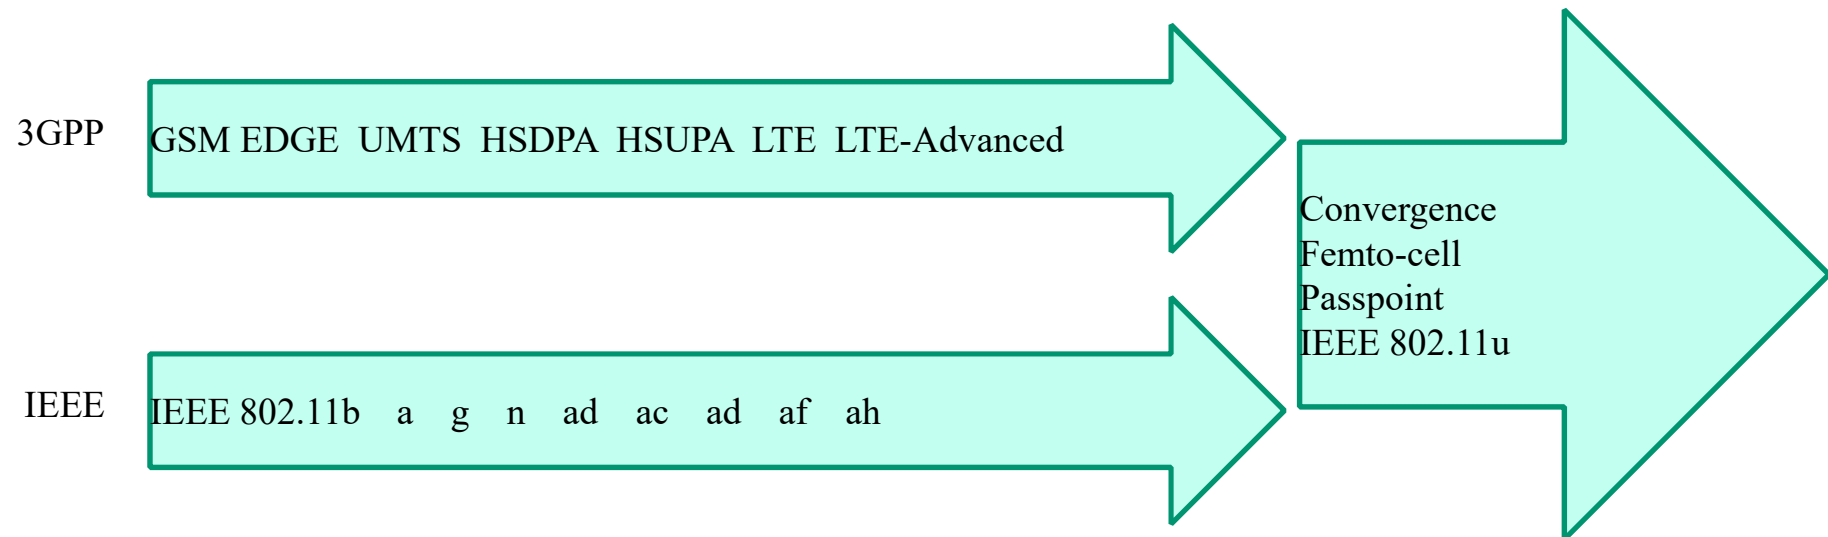 3GPP
GSM EDGE UMTS HSDPA HSUPA LTE LTE-Advanced
Convergence
Femto-cell
Passpoint
IEEE 802.11u
IEEE
IEEE 802.11b a g n ad ac ad af ah